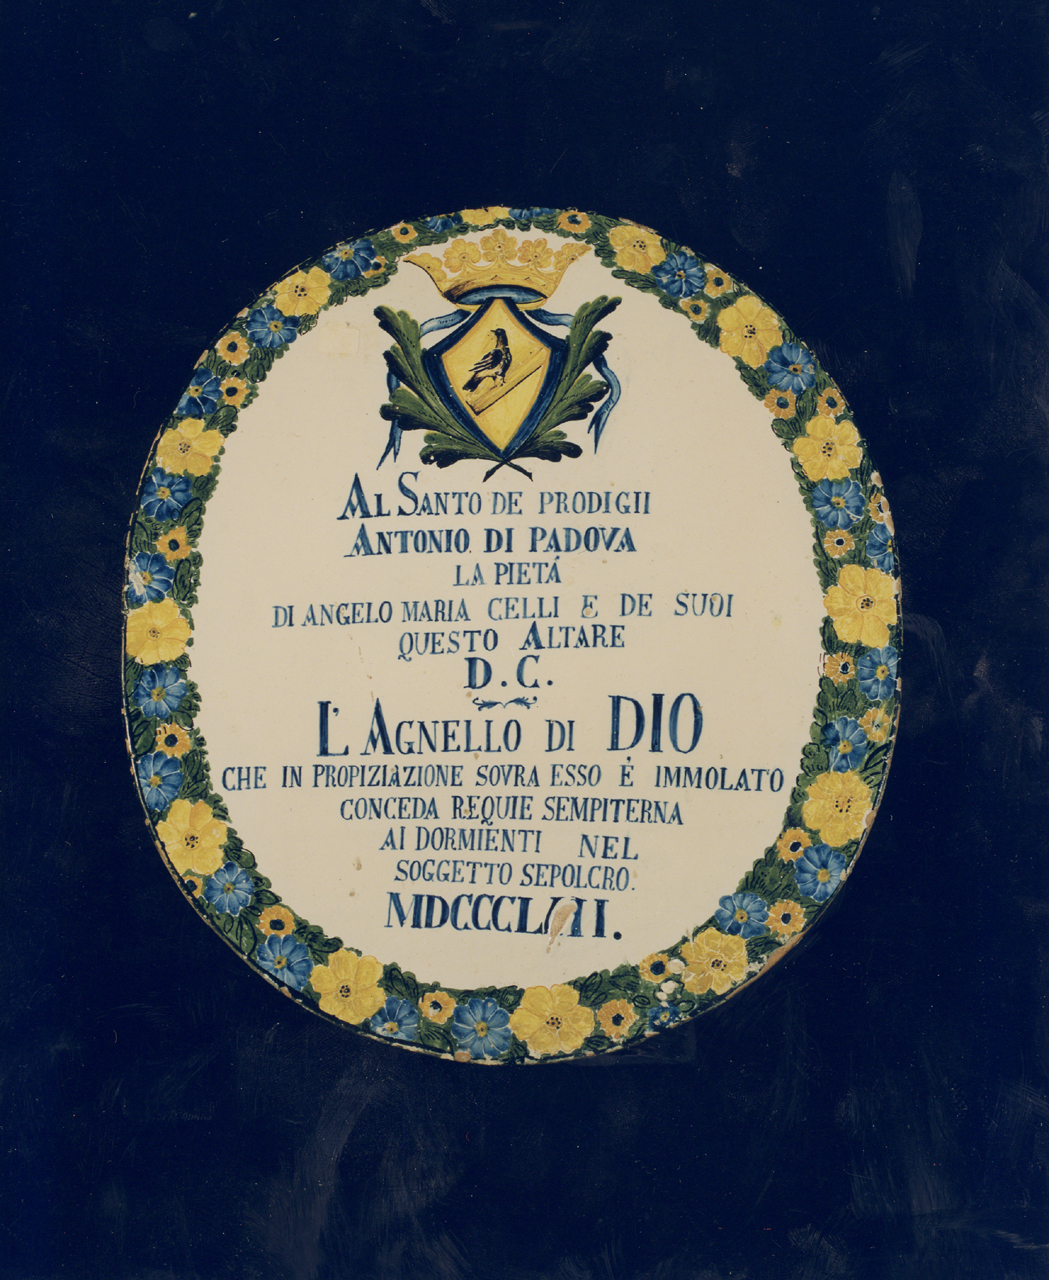 AL SANTO DE PRODIGII
ANTONIO DI PADOVA
LA PIETÁ
DI ANGELO MARIA CELLI E DE SUOI
QUESTO ALTARE
D.C.
L'AGNELLO DI DIO
CHE IN PROPIZIAZIONE SOVRA ESSO È IMMOLATO
CONCEDA REQUIE SEMPITERNA
AI DORMIENTI NEL
SOGGETTO SEPOLCRO.